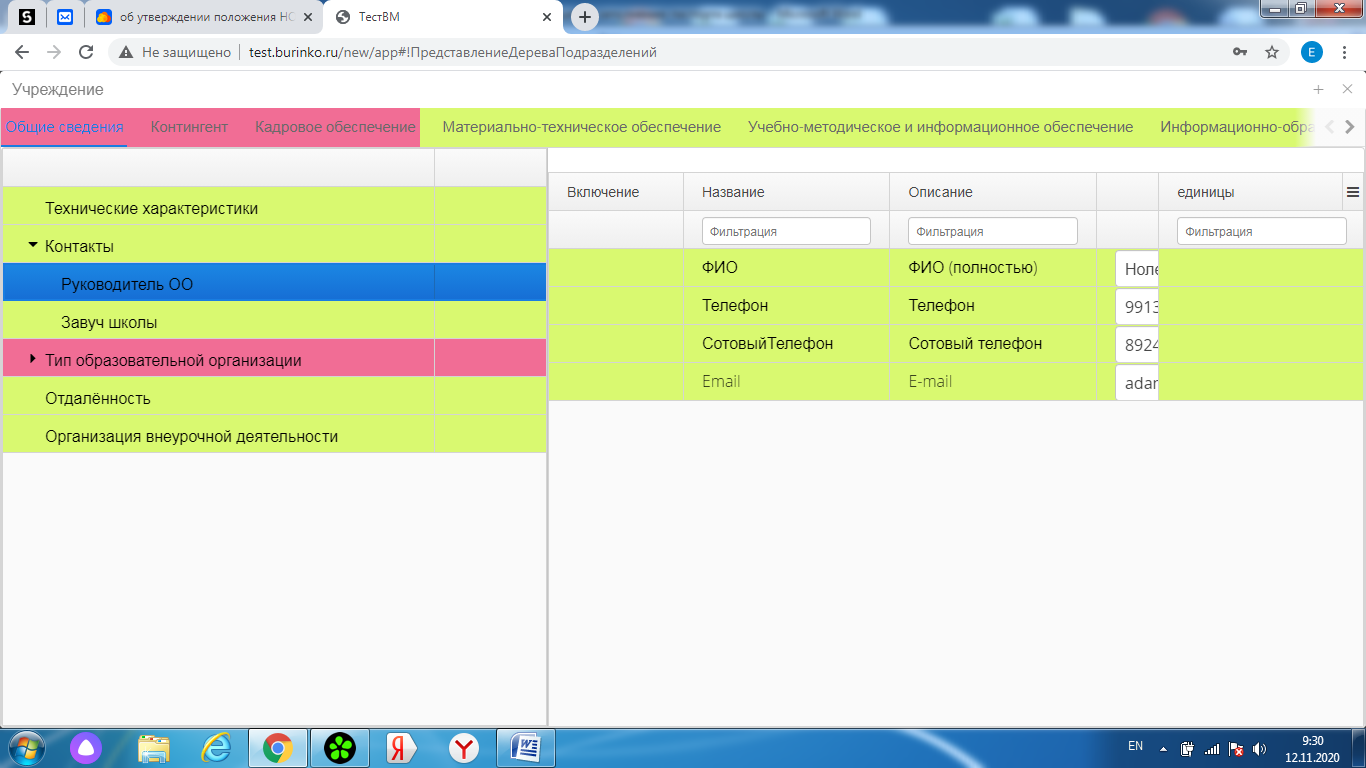 об утверждении положения НС
ТестВМ
Не защищено
test.burinko.ru/new/app#!ПредставлениеДереваПодразделений
E
Учреждение
Общие сведения Контингент Кадровое обеспечение Материально-техническое обеспечение Учебно-методическое и информационное обеспечение Информационно-обра
Включение Название Описание единицы
Фильтрация Фильтрация Фильтрация
Технические характеристики
Контакты
Руководитель ОО
Завуч школы
Тип образовательной организации
Отдалённость
Организация внеурочной деятельности
ФИО ФИО (полностью) Ноле
Телефон Телефон 9913
СотовыйТелефон Сотовый телефон 8924
Email E-mail adar
EN
9:30
12.11.2020